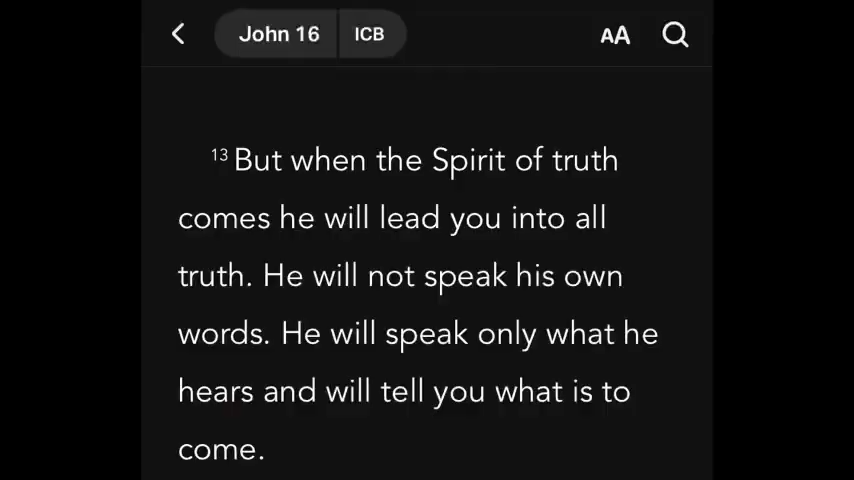 John 16 ICB AA
13 But when the Spirit of truth
comes he will lead you into all
truth. He will not speak his own
words. He will speak only what he
hears and will tell you what is to
come.